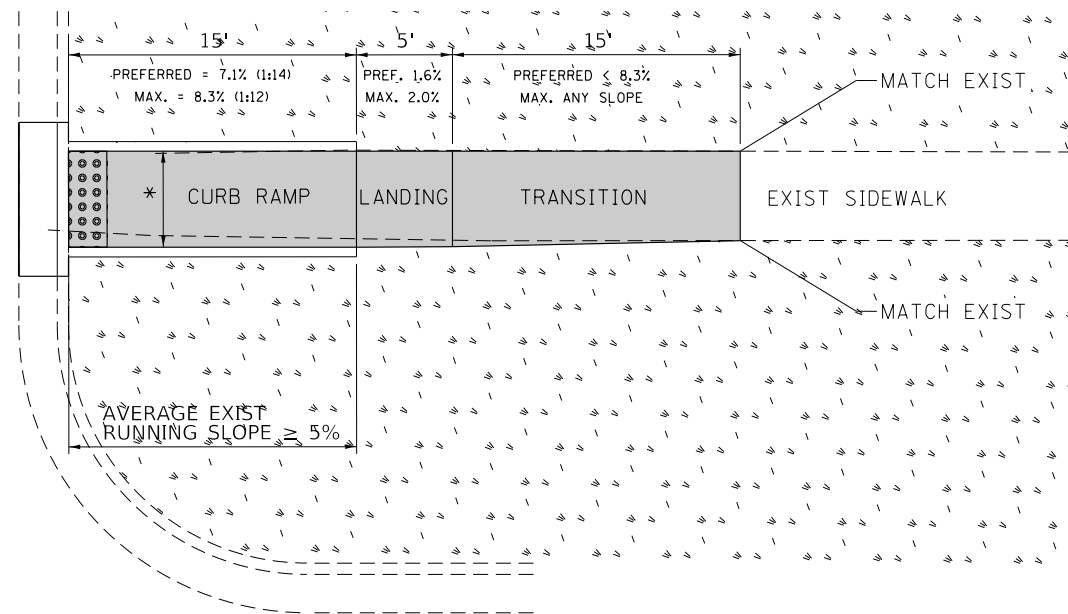 15' 5' 15'
PREFERRED = 7.1% (1:14) PREF. 1.6% PREFERRED < 8.3%
MAX. = 8.3% (1:12) MAX. 2.0% MAX. ANY SLOPE
MATCH EXIST
* CURB RAMP LANDING TRANSITION EXIST SIDEWALK
MATCH EXIST
AVERAGE EXIST
RUNNING SLOPE ≥ 5%